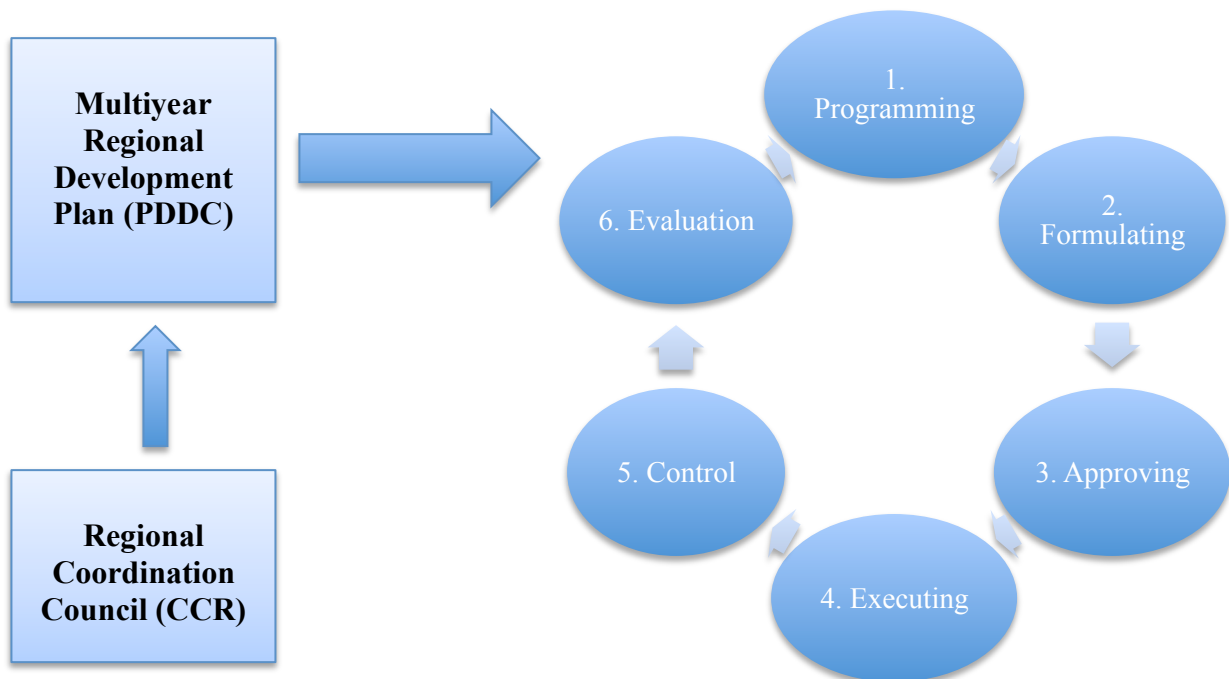 Multiyear
Regional
Development
Plan (PDDC)
Regional
Coordination
Council (CCR)
1.
Programming
2.
Formulating
3. Approving
4. Executing
5. Control
6. Evaluation